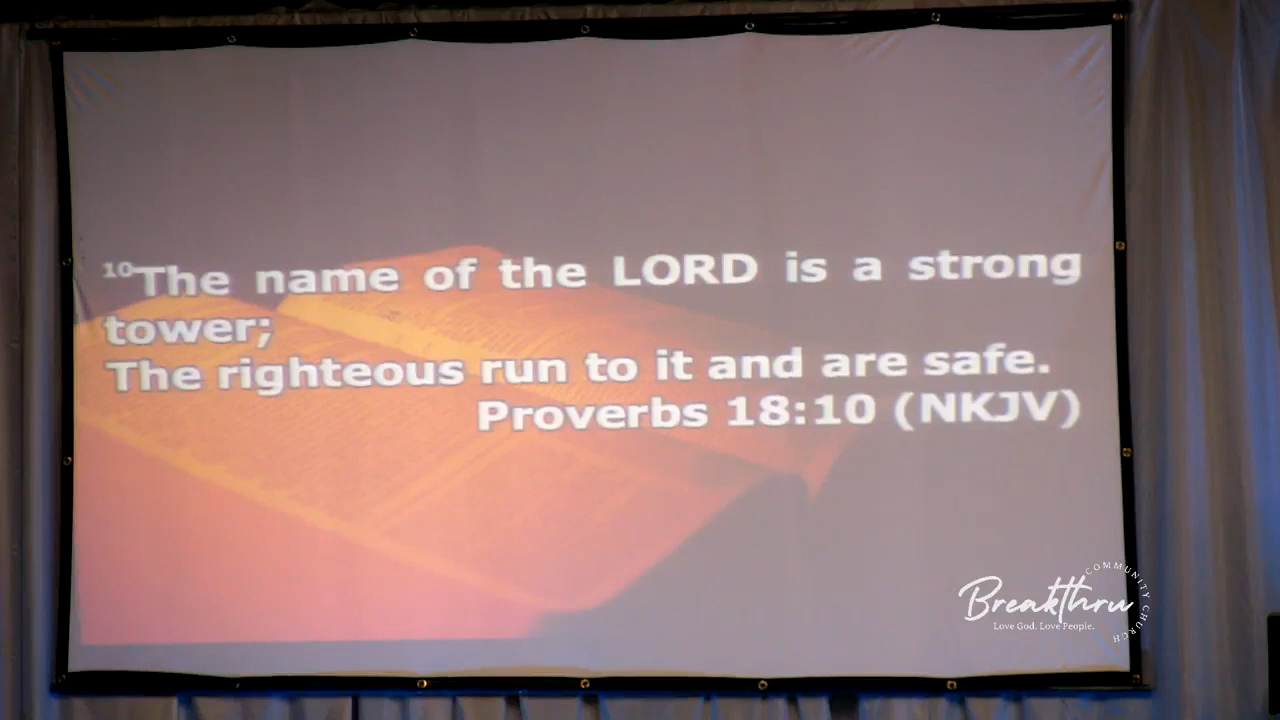 ¹⁰The name of the LORD is a strong
tower;
The righteous run to it and are safe.
Proverbs 18:10 (NKJV)
Breakthru
COMMUNITY CHURCH
Love God. Love People.